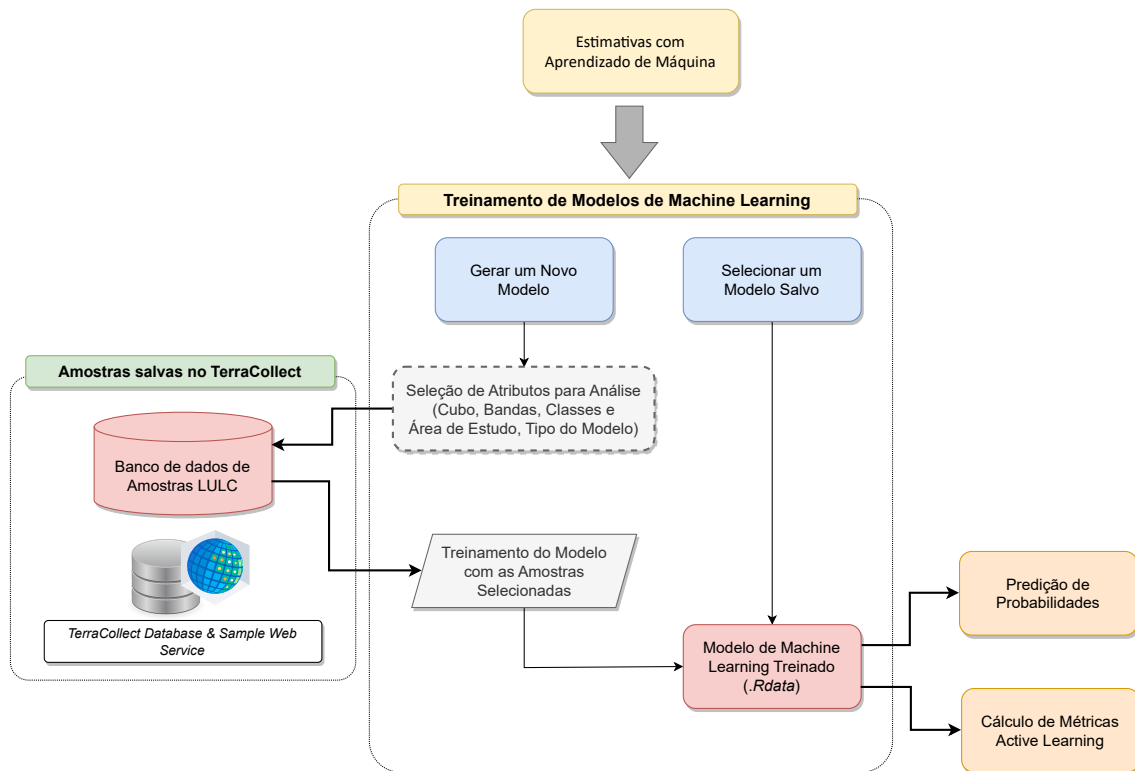 Estimativas com
Aprendizado de Máquina
Treinamento de Modelos de Machine Learning
Gerar um Novo
Modelo
Selecionar um
Modelo Salvo
Amostras salvas no TerraCollect
Seleção de Atributos para Análise
(Cubo, Bandas, Classes e
Área de Estudo, Tipo do Modelo)
Banco de dados de
Amostras LULC
Treinamento do Modelo
com as Amostras
Selecionadas
TerraCollect Database & Sample Web
Service
Modelo de Machine
Learning Treinado
(.Rdata)
Predição de
Probabilidades
Cálculo de Métricas
Active Learning